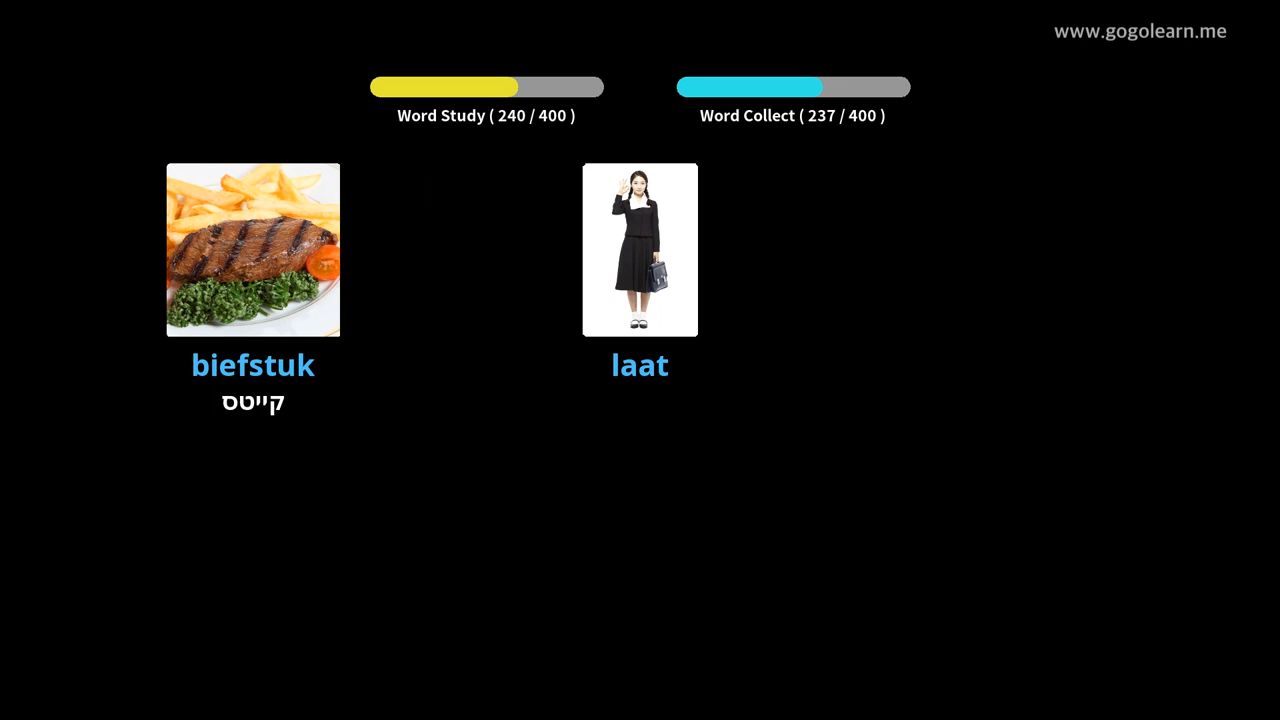 www.gogolearn.me
Word Study ( 240 / 400 )
Word Collect ( 237 / 400 )
biefstuk
קייטס
laat